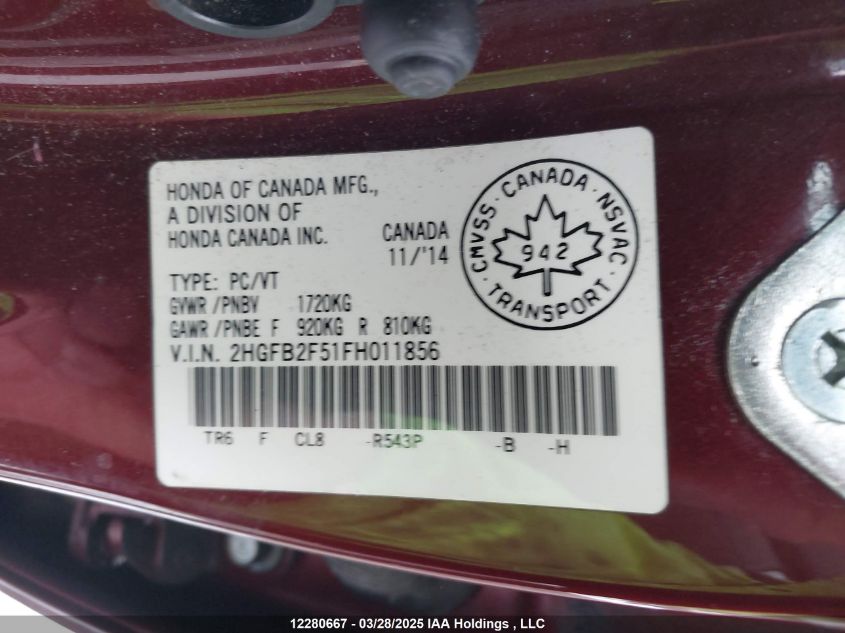 HONDA OF CANADA MFG.,
A DIVISION OF
HONDA CANADA INC.
CANADA
11/'14
CMVSS · CANADA · NSVAC
942
· TRANSPORT ·
TYPE: PC/VT
GVWR /PNBV 1720KG
GAWR /PNBE F 920KG R 810KG
V.I.N. 2HGFB2F51FH011856
TR6 F CL8 -R543P -B -H
12280667 - 03/28/2025 IAA Holdings , LLC